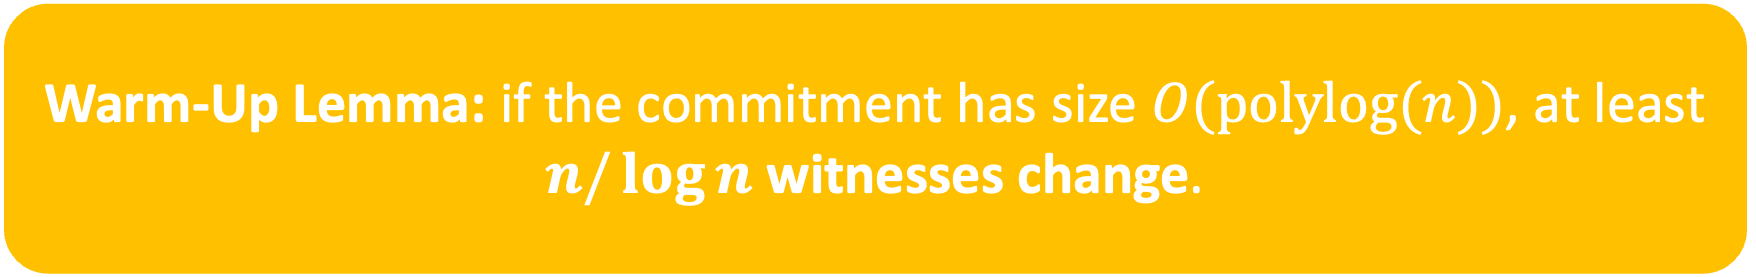 Warm-Up Lemma: if the commitment has size O(polylog(n)), at least
n/ log n witnesses change.